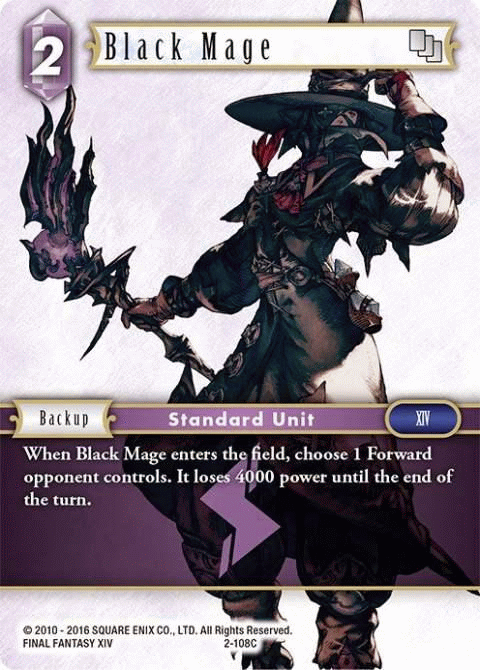 2
Black Mage
Backup
Standard Unit
XIV
When Black Mage enters the field, choose 1 Forward
opponent controls. It loses 4000 power until the end of
the turn.
© 2010 - 2016 SQUARE ENIX CO., LTD. All Rights Reserved.
FINAL FANTASY XIV
2-108C